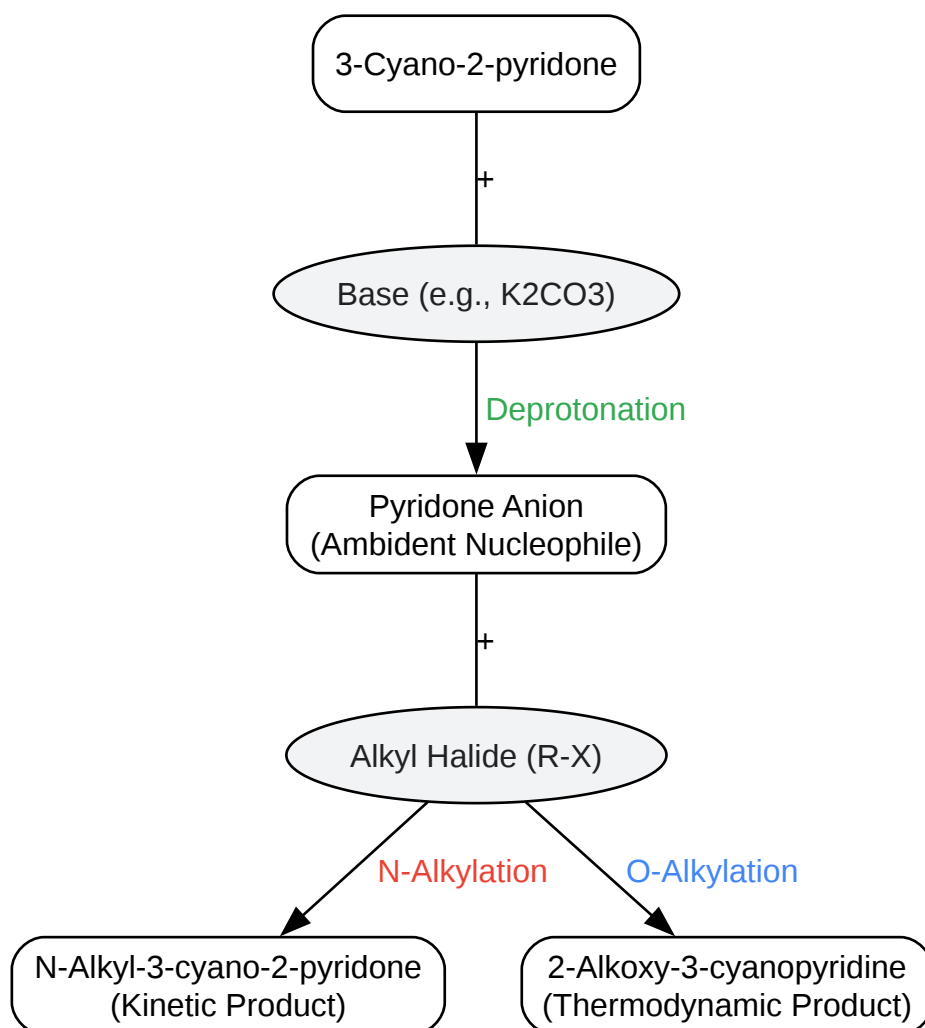 3-Cyano-2-pyridone
+
Base (e.g., K2CO3)
Deprotonation
Pyridone Anion
(Ambident Nucleophile)
+
Alkyl Halide (R-X)
N-Alkylation
O-Alkylation
N-Alkyl-3-cyano-2-pyridone
(Kinetic Product)
2-Alkoxy-3-cyanopyridine
(Thermodynamic Product)